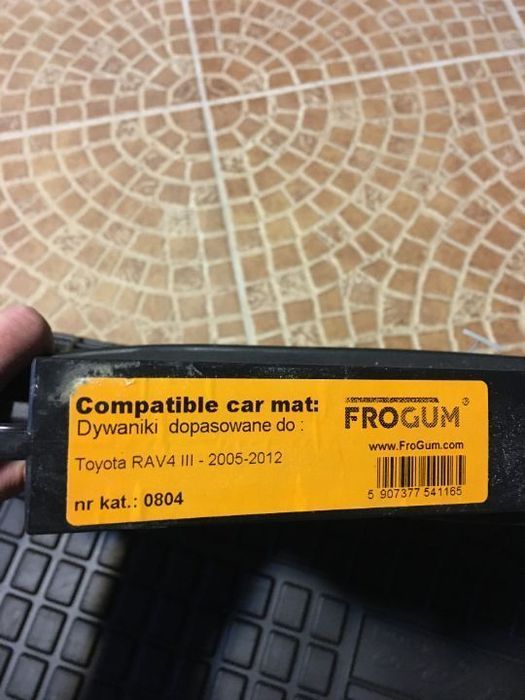 Compatible car mat:
Dywaniki dopasowane do :
Toyota RAV4 III - 2005-2012
nr kat.: 0804
FROGUM®
www.FroGum.com
5 907377 541165